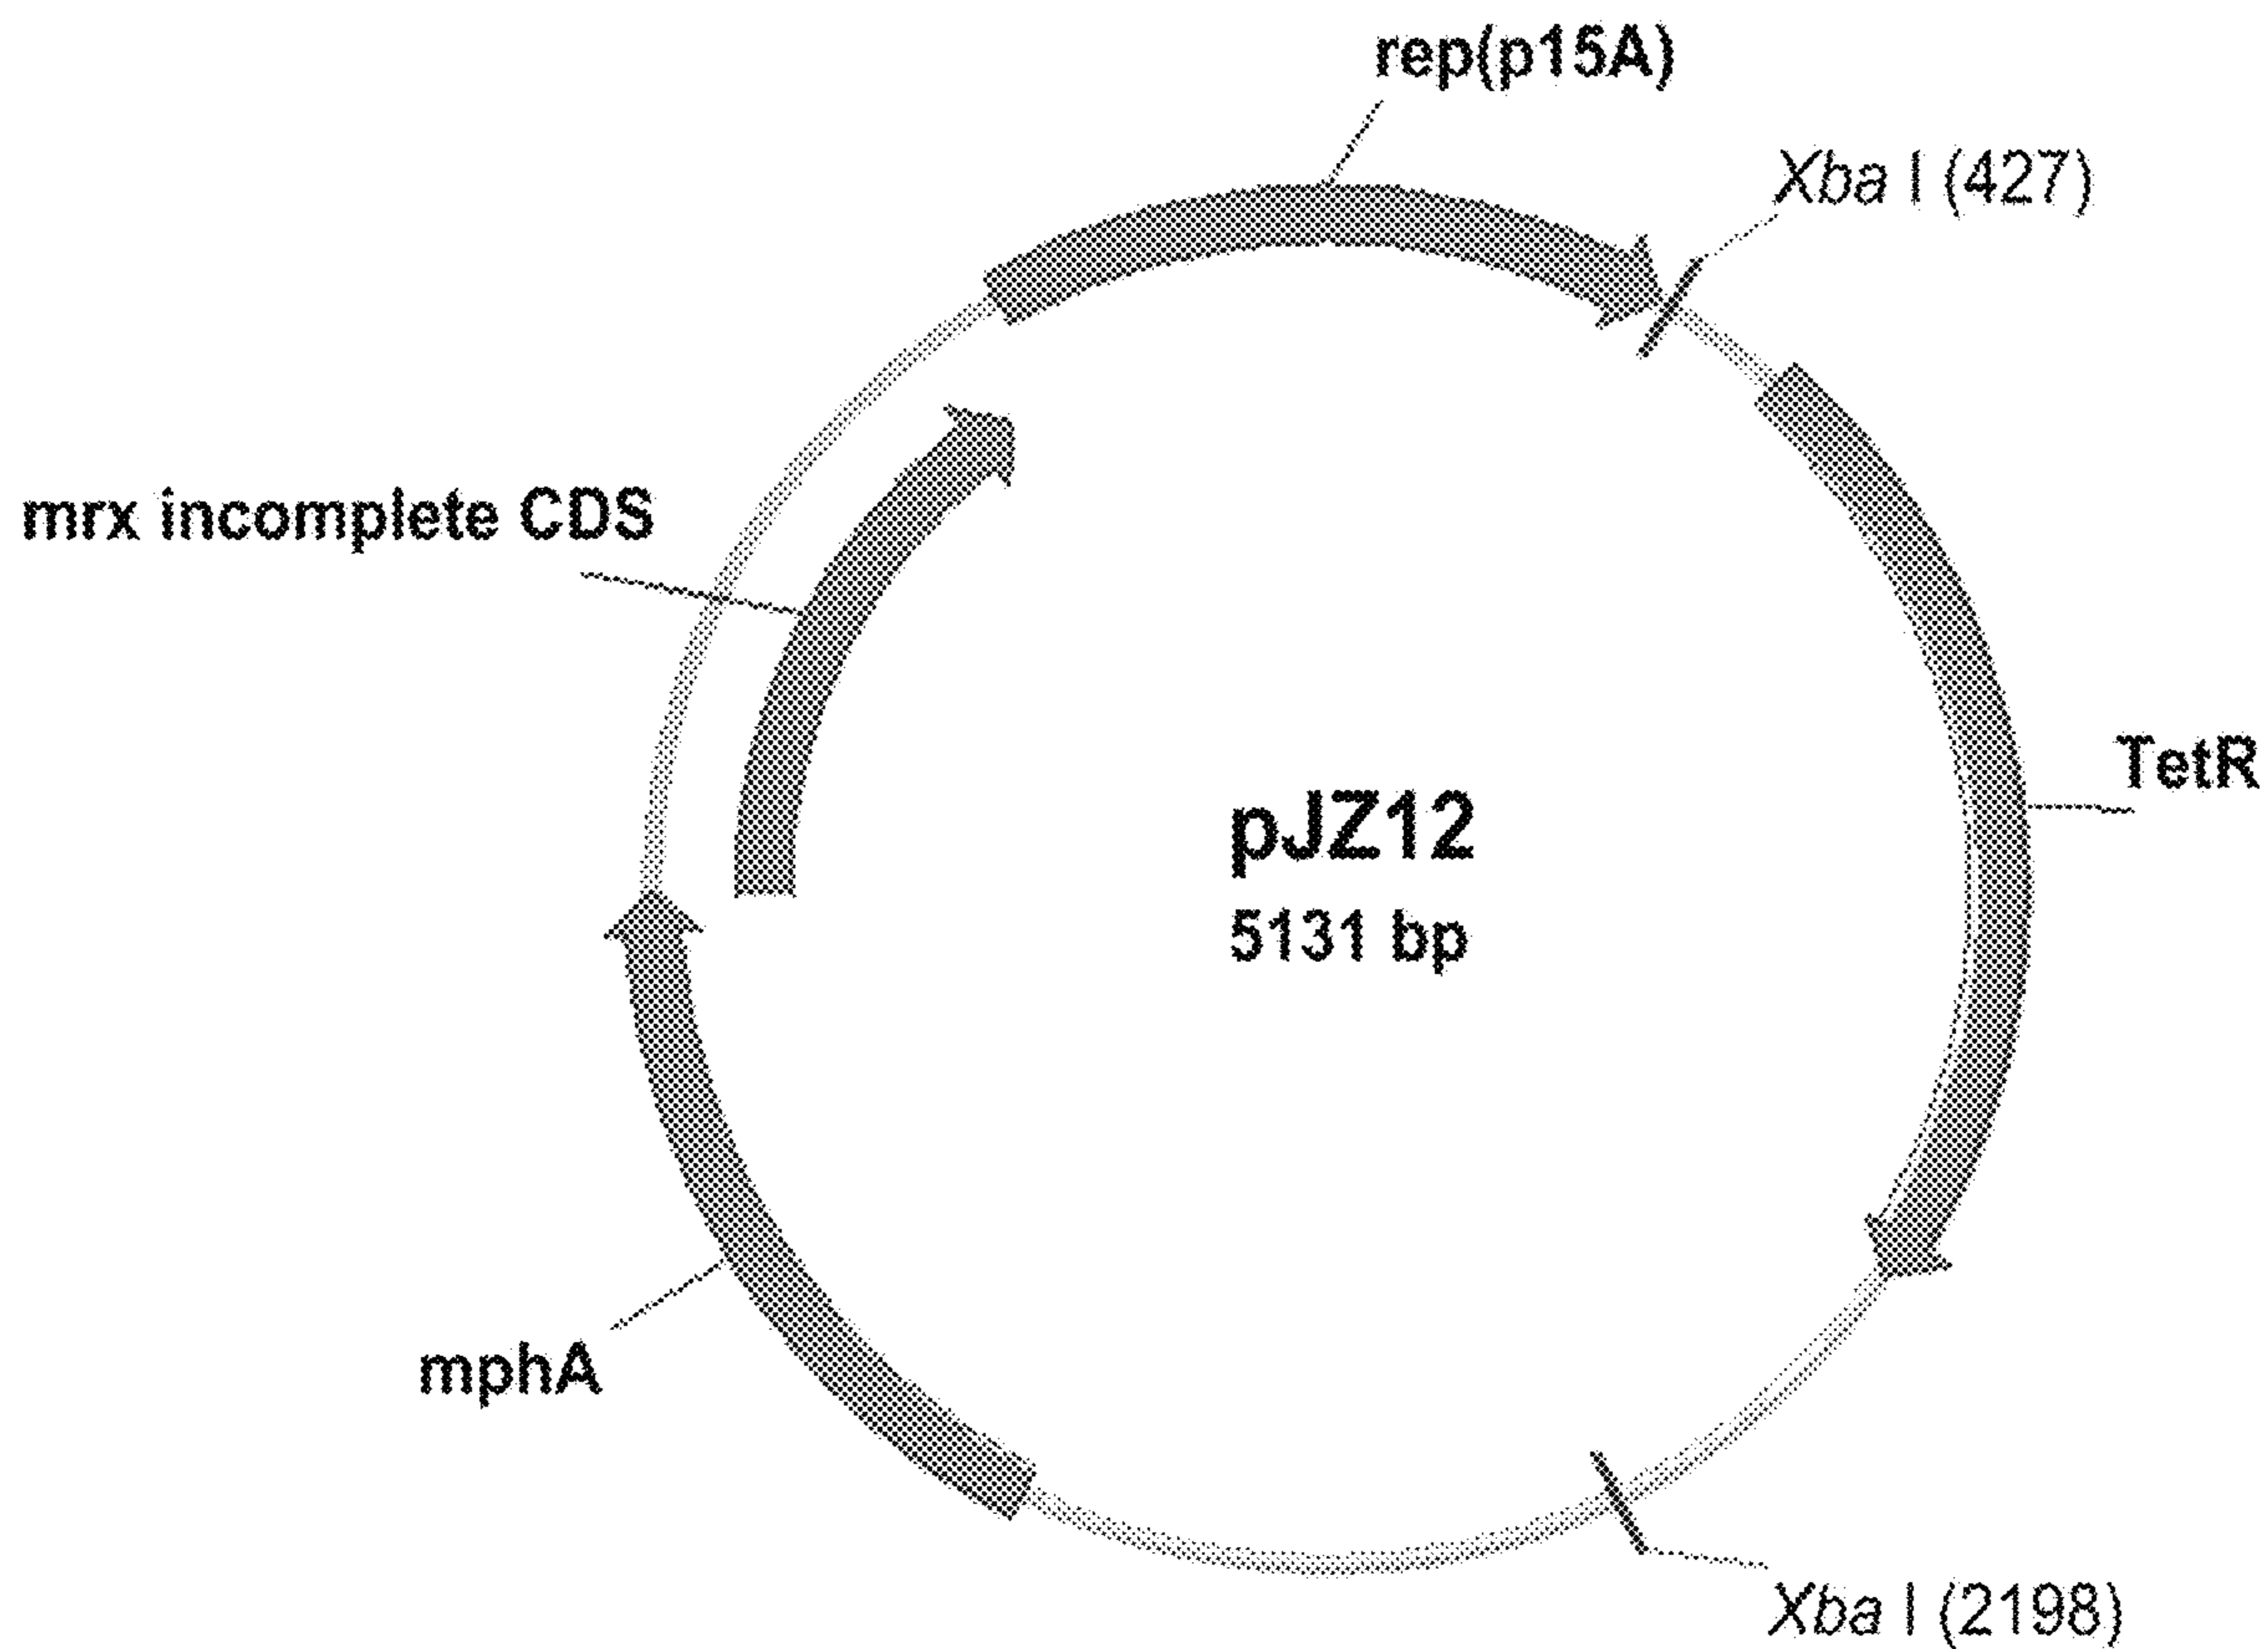 rep(p15A)
Xba I (427)
mrx incomplete CDS
TetR
pJZ12
5131 bp
mphA
Xba I (2198)